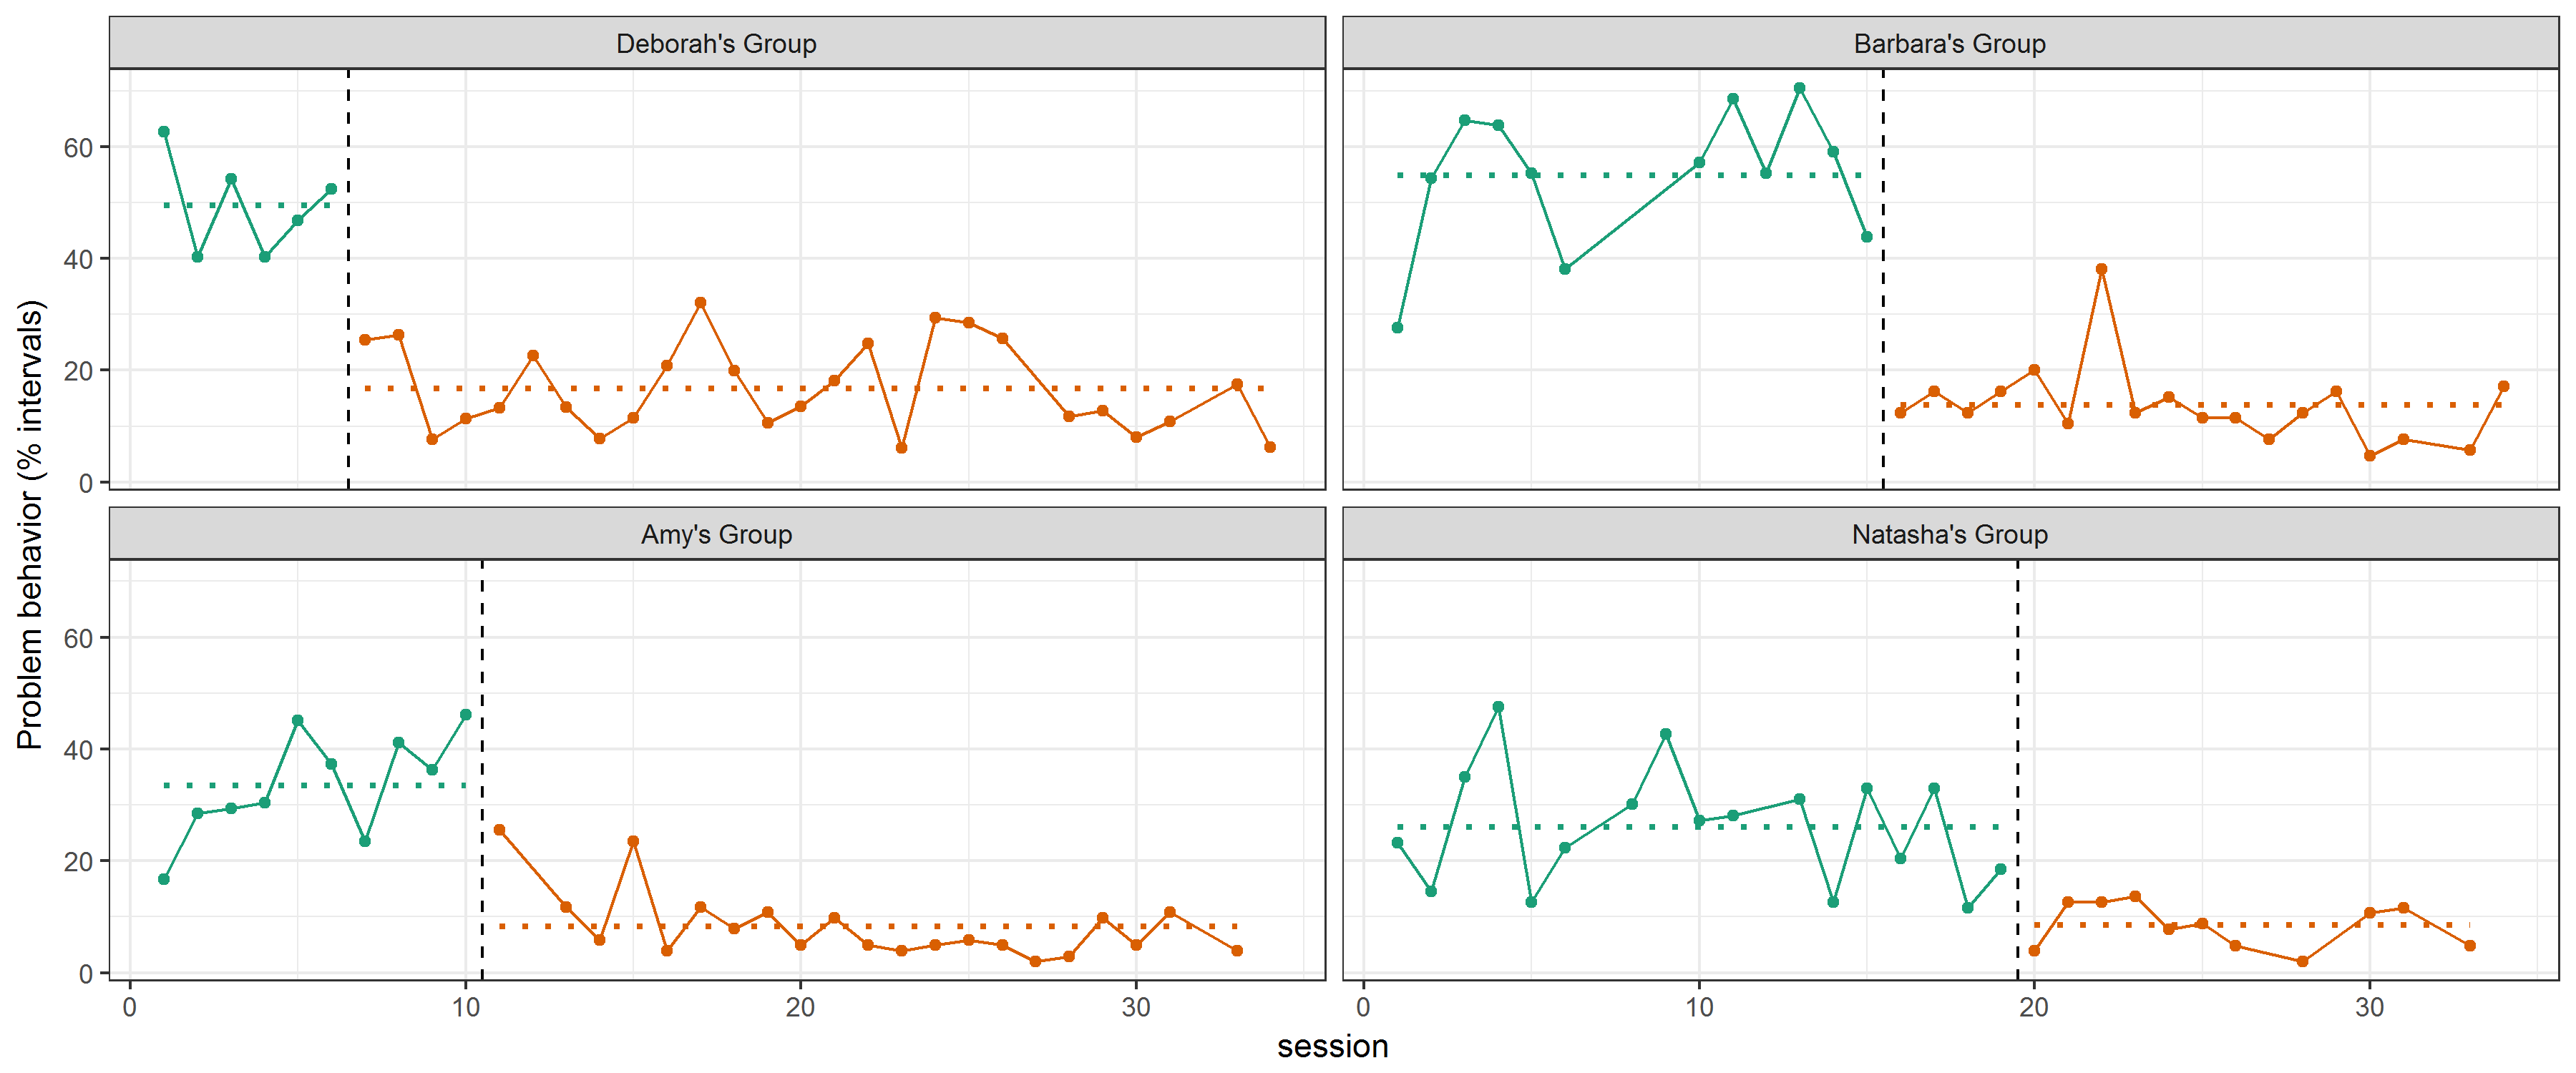 Deborah's Group
Barbara's Group
60
40
20
0
Amy's Group
Natasha's Group
60
40
20
0
0 10 20 30
0 10 20 30
session
Problem behavior (% intervals)